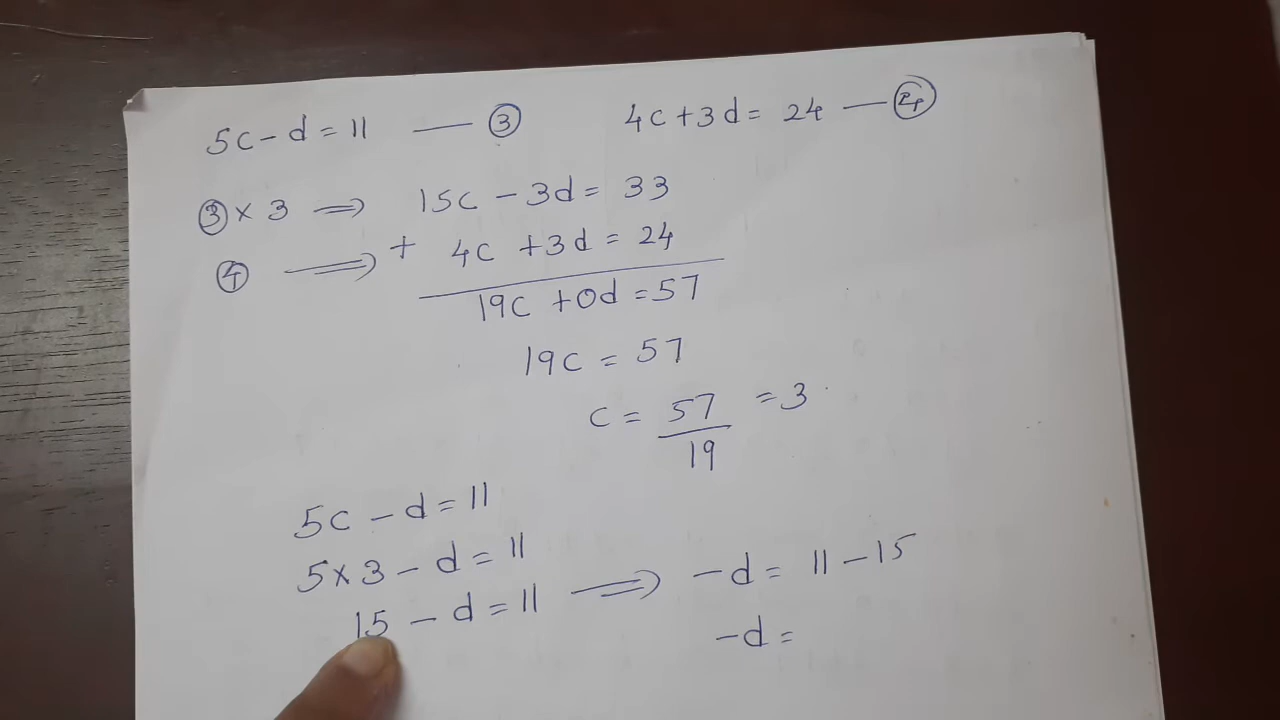 5c - d = 11 — ③ 4c + 3d = 24 — ④
③ × 3 ⟹ 15c - 3d = 33
④ ⟹ + 4c + 3d = 24
19c + 0d = 57
19c = 57
c = 57/19 = 3
5c - d = 11
5 × 3 - d = 11
15 - d = 11 ⟹ -d = 11 - 15
-d =